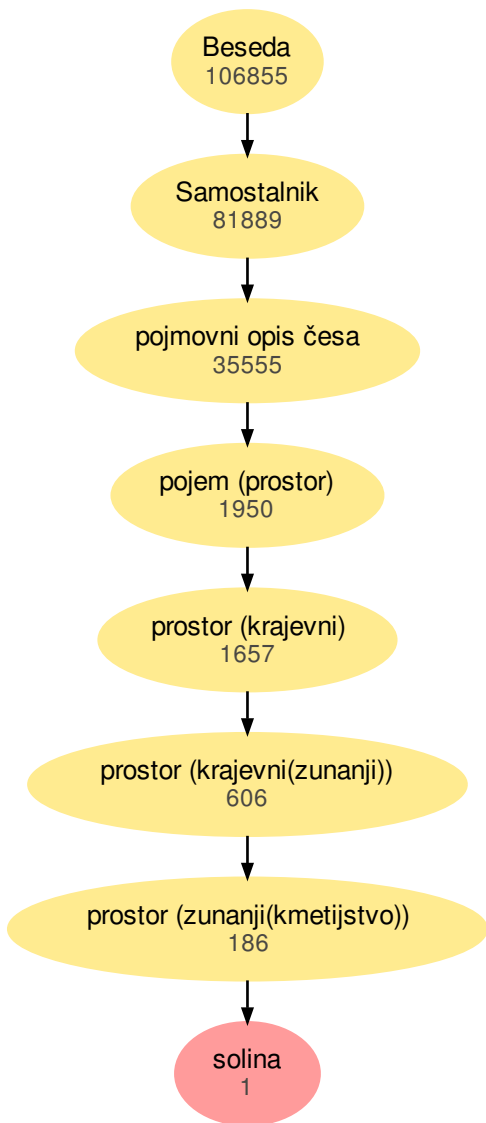 Beseda
106855
Samostalnik
81889
pojmovni opis česa
35555
pojem (prostor)
1950
prostor (krajevni)
1657
prostor (krajevni(zunanji))
606
prostor (zunanji(kmetijstvo))
186
solina
1